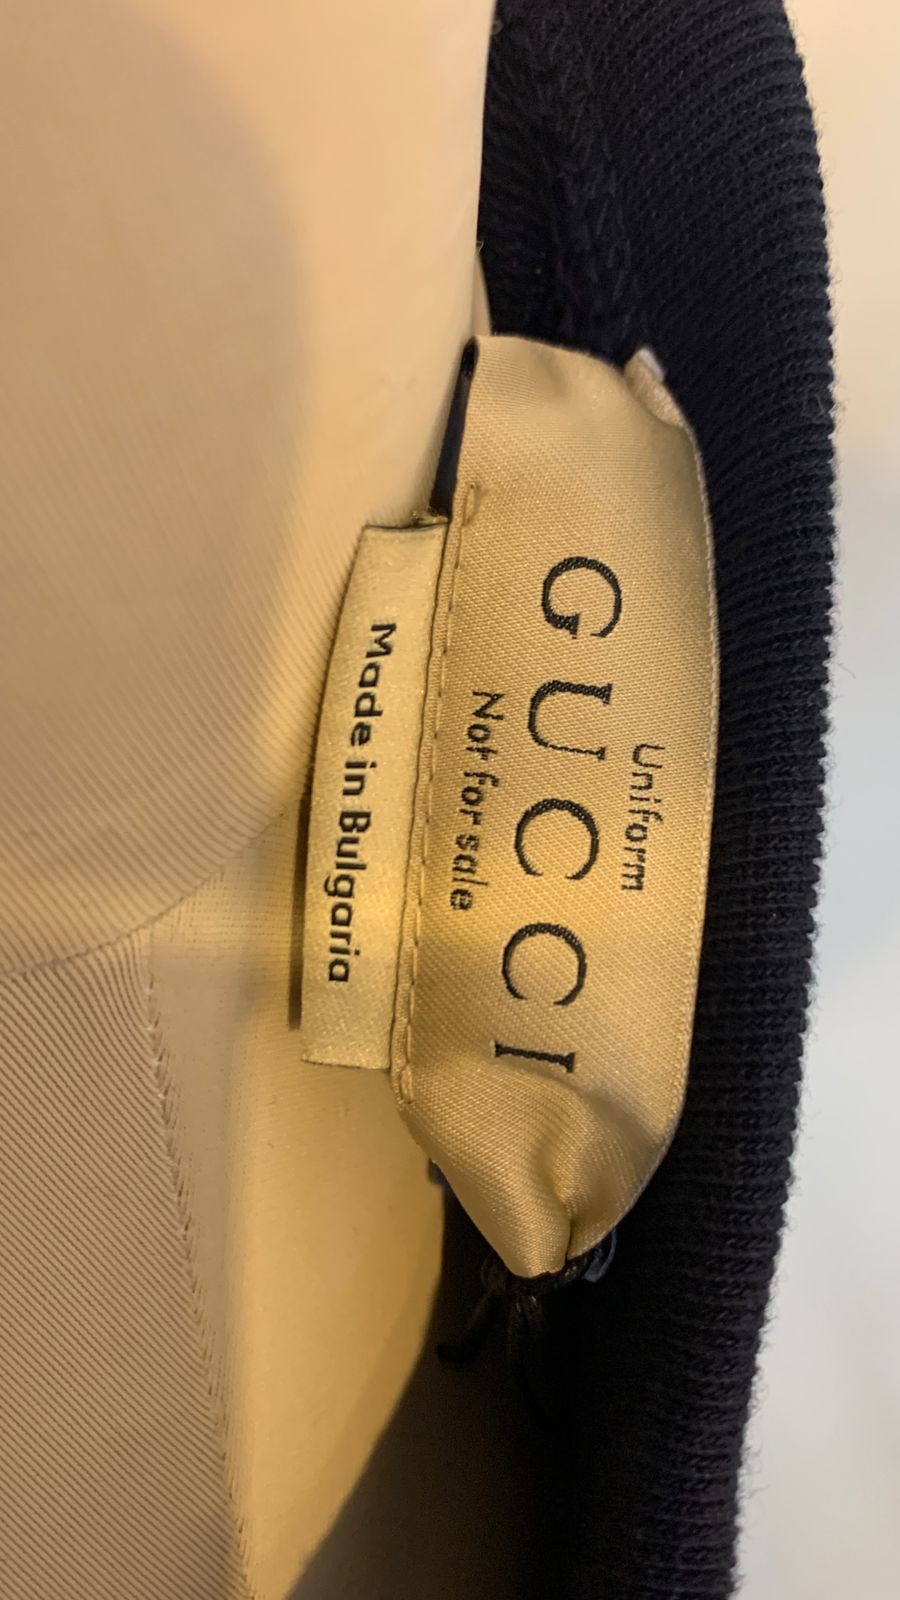 Uniform
GUCCI
Not for sale
Made in Bulgaria